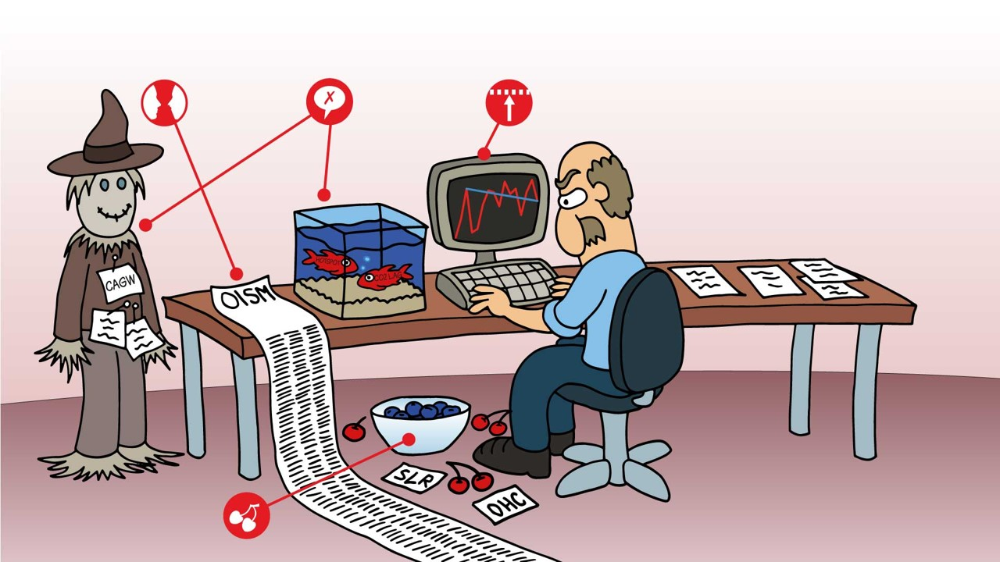 CAGW
OISM
HOTSPOT
CO2 LAG
SLR
OHC